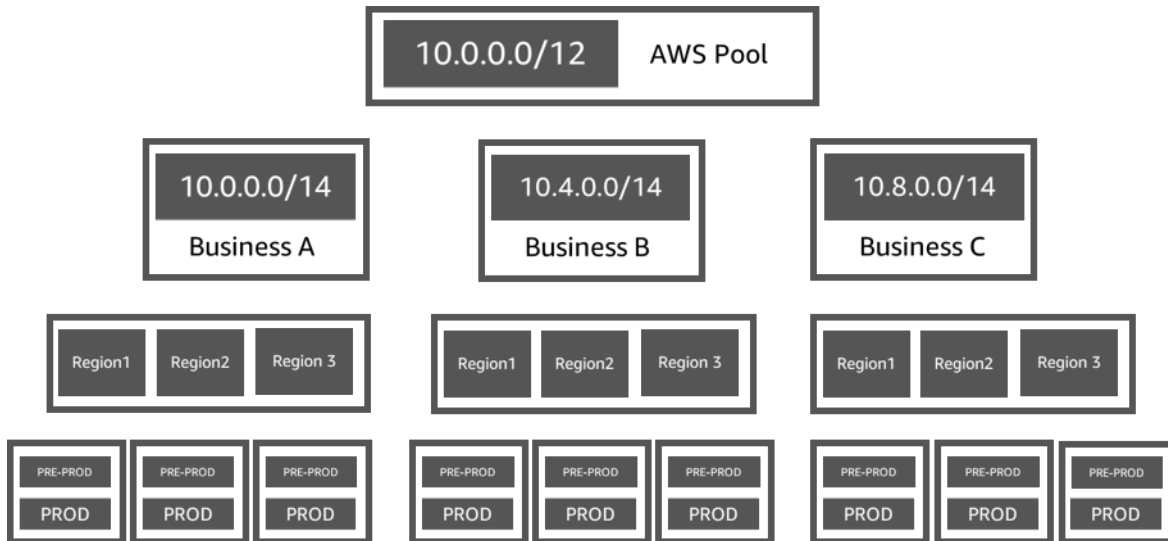 10.0.0.0/12 AWS Pool
10.0.0.0/14
Business A
10.4.0.0/14
Business B
10.8.0.0/14
Business C
Region1 Region2 Region 3
Region1 Region2 Region 3
Region1 Region2 Region 3
PRE-PROD
PROD
PRE-PROD
PROD
PRE-PROD
PROD
PRE-PROD
PROD
PRE-PROD
PROD
PRE-PROD
PROD
PRE-PROD
PROD
PRE-PROD
PROD
PRE-PROD
PROD